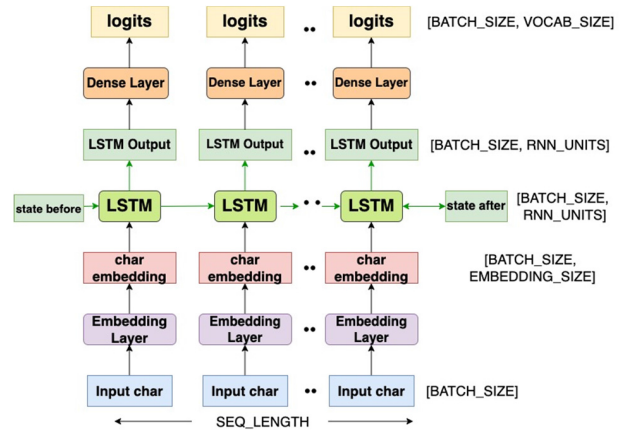 logits logits logits [BATCH_SIZE, VOCAB_SIZE]
Dense Layer Dense Layer Dense Layer
LSTM Output LSTM Output LSTM Output [BATCH_SIZE, RNN_UNITS]
state before LSTM LSTM LSTM state after [BATCH_SIZE,
RNN_UNITS]
char char char [BATCH_SIZE,
embedding embedding embedding EMBEDDING_SIZE]
Embedding Embedding Embedding
Layer Layer Layer
Input char Input char Input char [BATCH_SIZE]
SEQ_LENGTH